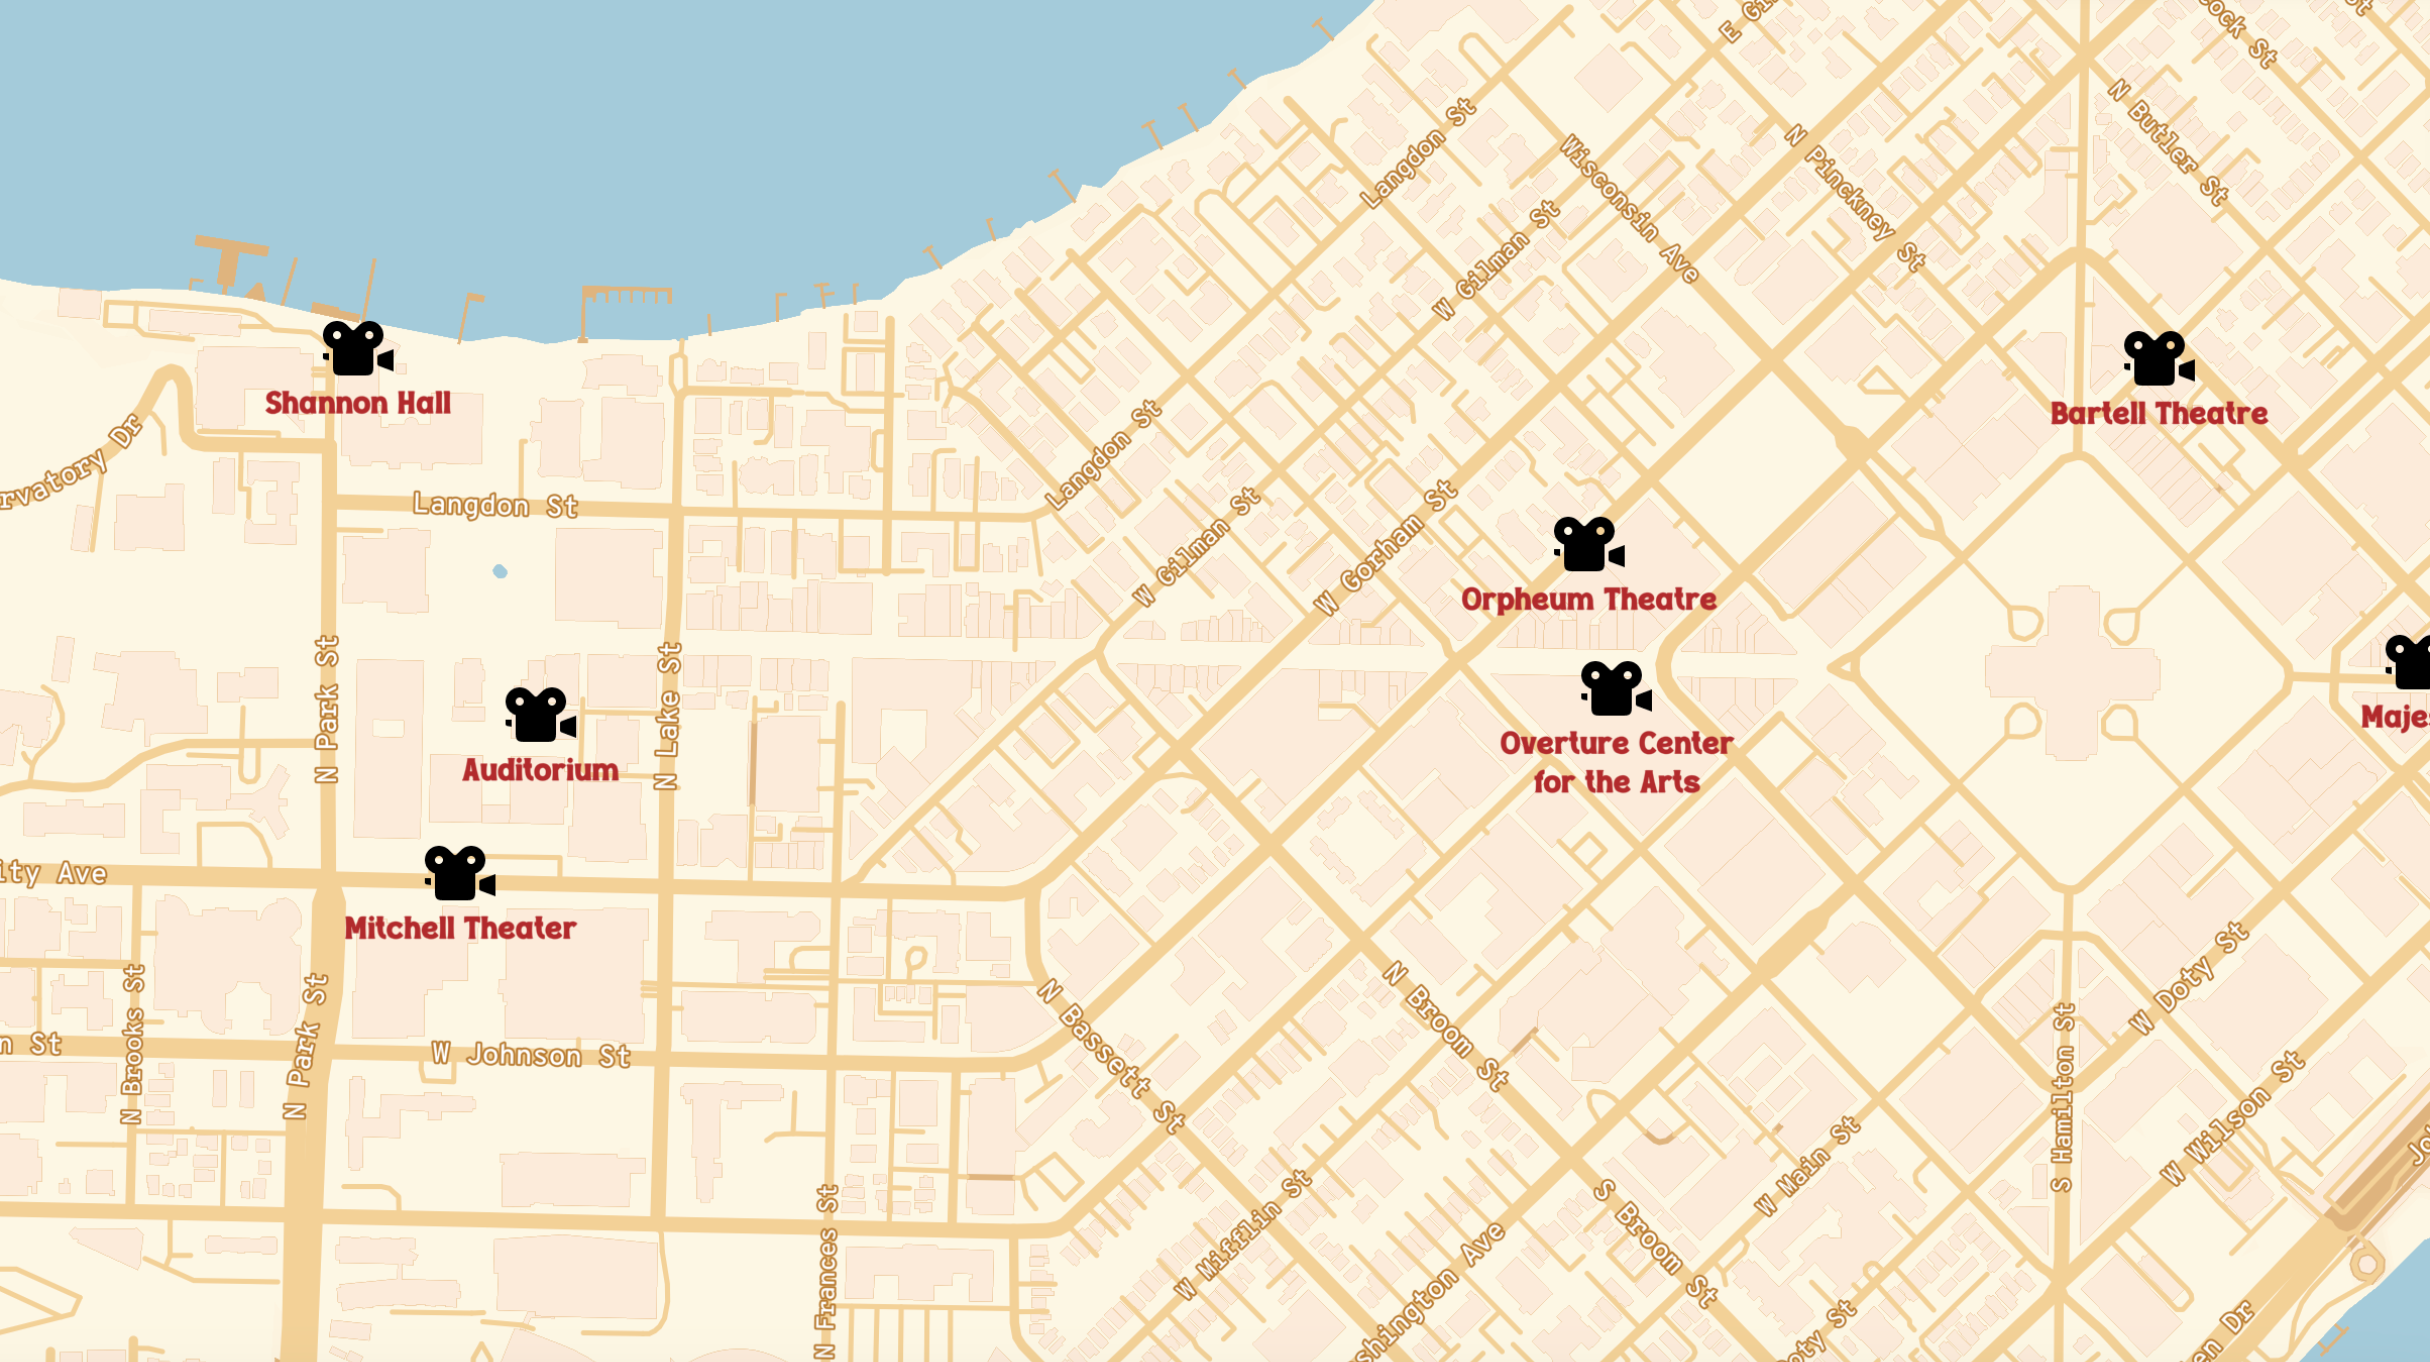 E Gi
cock St
St
N Butler St
N Pinckney St
Langdon St
Wisconsin Ave
W Gilman St
Shannon Hall
Bartell Theatre
rvatory Dr
Langdon St
Langdon St
W Gilman St
W Gorham St
Orpheum Theatre
N Park St
N Lake St
Auditorium
Overture Center
for the Arts
Majes
ity Ave
Mitchell Theater
N Brooks St
N Park St
n St
W Johnson St
N Bassett St
N Broom St
W Doty St
S Hamilton St
W Wilson St
Jo
W Main St
N Frances St
W Mifflin St
shington Ave
S Broom St
oty St
en Dr